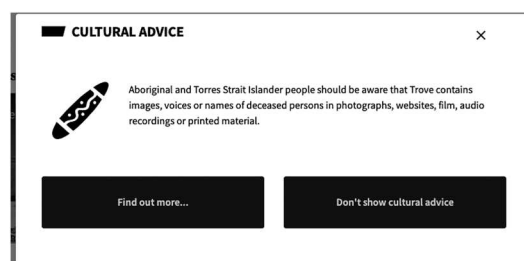 CULTURAL ADVICE
Aboriginal and Torres Strait Islander people should be aware that Trove contains
images, voices or names of deceased persons in photographs, websites, film, audio
recordings or printed material.
Find out more...
Don't show cultural advice